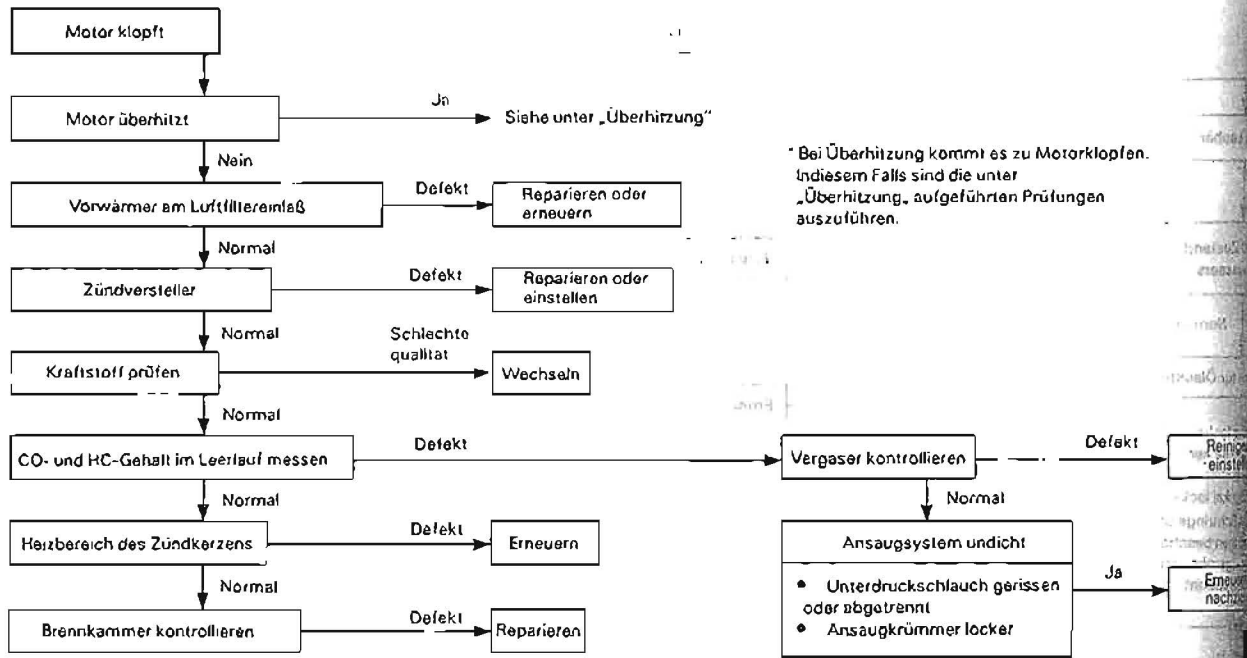 Motor klopft
Motor überhitzt
Ja
Siehe unter „Überhitzung"
Nein
Vorwärmer am Luftfiltereinlaß
Defekt
Reparieren oder
erneuern
Normal
Zündversteller
Defekt
Reparieren oder
einstellen
Normal
Kraftstoff prüfen
Schlechte
qualität
Wechseln
Normal
CO- und HC-Gehalt im Leerlauf messen
Defekt
Vergaser kontrollieren
Defekt
Normal
Heizbereich des Zündkerzens
Defekt
Erneuern
Normal
Brennkammer kontrollieren
Defekt
Reparieren
Normal
Ansaugsystem undicht
• Unterdruckschlauch gerissen
oder abgetrennt
• Ansaugkrümmer locker
Ja
* Bei Überhitzung kommt es zu Motorklopfen.
Indiesem Falls sind die unter
„Überhitzung„ aufgeführten Prüfungen
auszuführen.